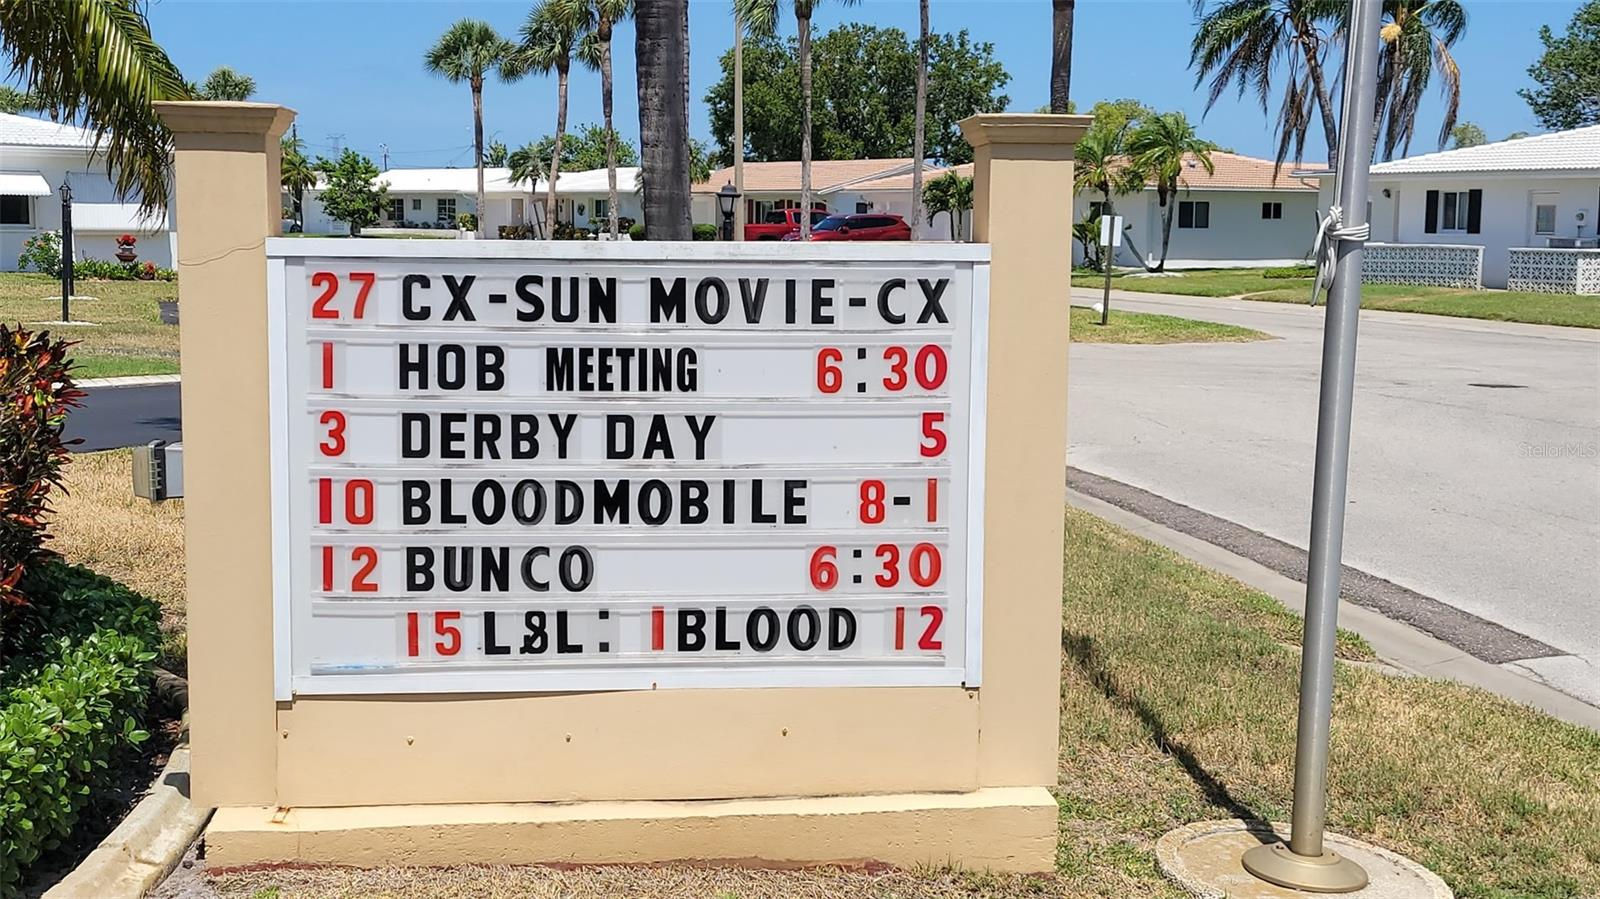 27 CX-SUN MOVIE-CX
1 HOB MEETING 6:30
3 DERBY DAY 5
10 BLOODMOBILE 8-1
12 BUNCO 6:30
15 L&L: 1BLOOD 12
StellarMLS